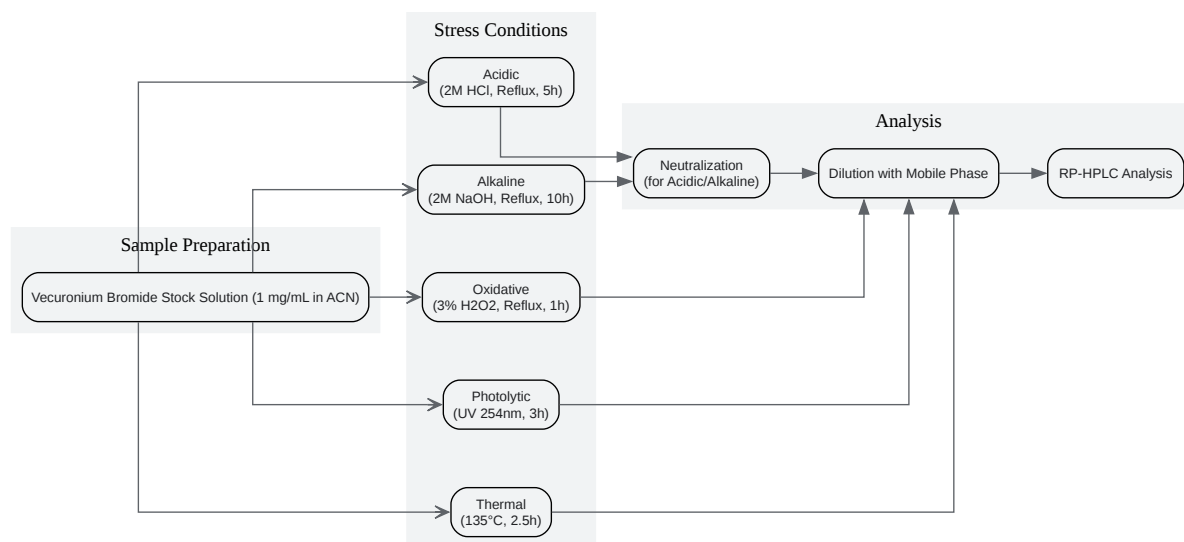 Stress Conditions
Acidic
(2M HCl, Reflux, 5h)
Analysis
Neutralization
(for Acidic/Alkaline)
Dilution with Mobile Phase
RP-HPLC Analysis
Alkaline
(2M NaOH, Reflux, 10h)
Sample Preparation
Vecuronium Bromide Stock Solution (1 mg/mL in ACN)
Oxidative
(3% H2O2, Reflux, 1h)
Photolytic
(UV 254nm, 3h)
Thermal
(135°C, 2.5h)